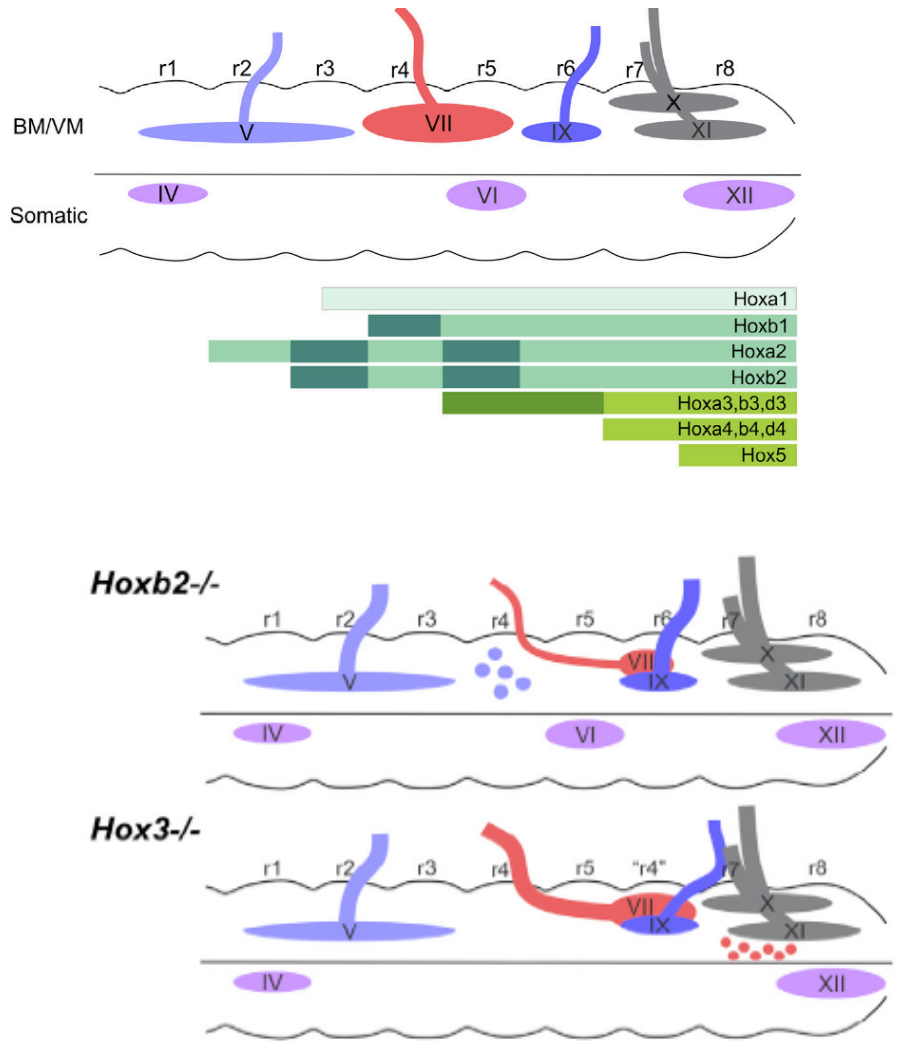 r1 r2 r3 r4 r5 r6 r7 r8
BM/VM V VII IX X XI
IV VI XII
Somatic
Hoxa1
Hoxb1
Hoxa2
Hoxb2
Hoxa3,b3,d3
Hoxa4,b4,d4
Hox5
Hoxb2-/-
r1 r2 r3 r4 r5 r6 r7 r8
V VII IX X XI
IV VI XII
Hox3-/-
r1 r2 r3 r4 r5 "r4" r7 r8
V VII IX X XI
IV XII